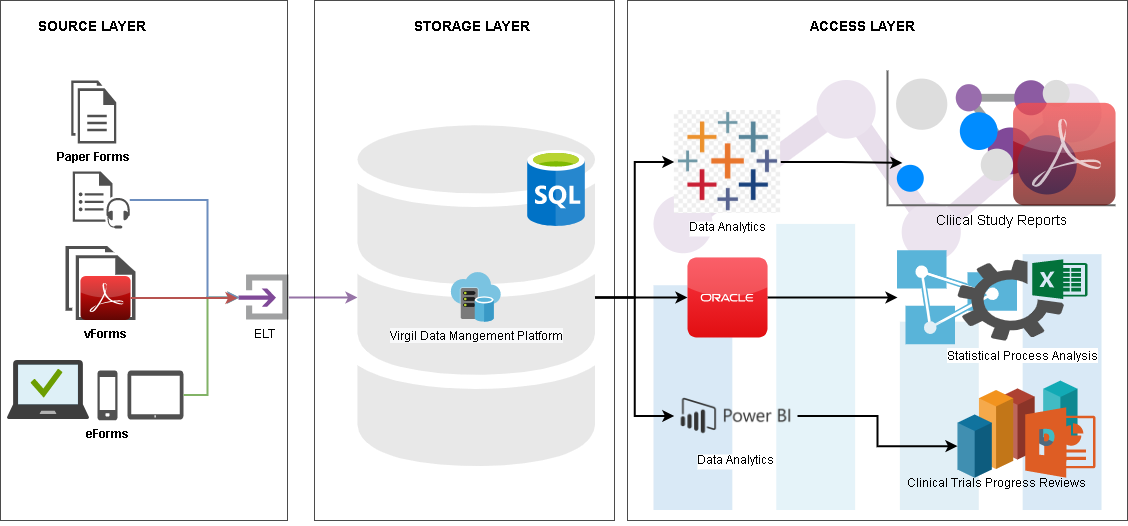 SOURCE LAYER
STORAGE LAYER
ACCESS LAYER
Paper Forms
vForms
eForms
ELT
SQL
Virgil Data Mangement Platform
Data Analytics
Cliical Study Reports
ORACLE
X
Statistical Process Analysis
Power BI
Data Analytics
P
Clinical Trials Progress Reviews